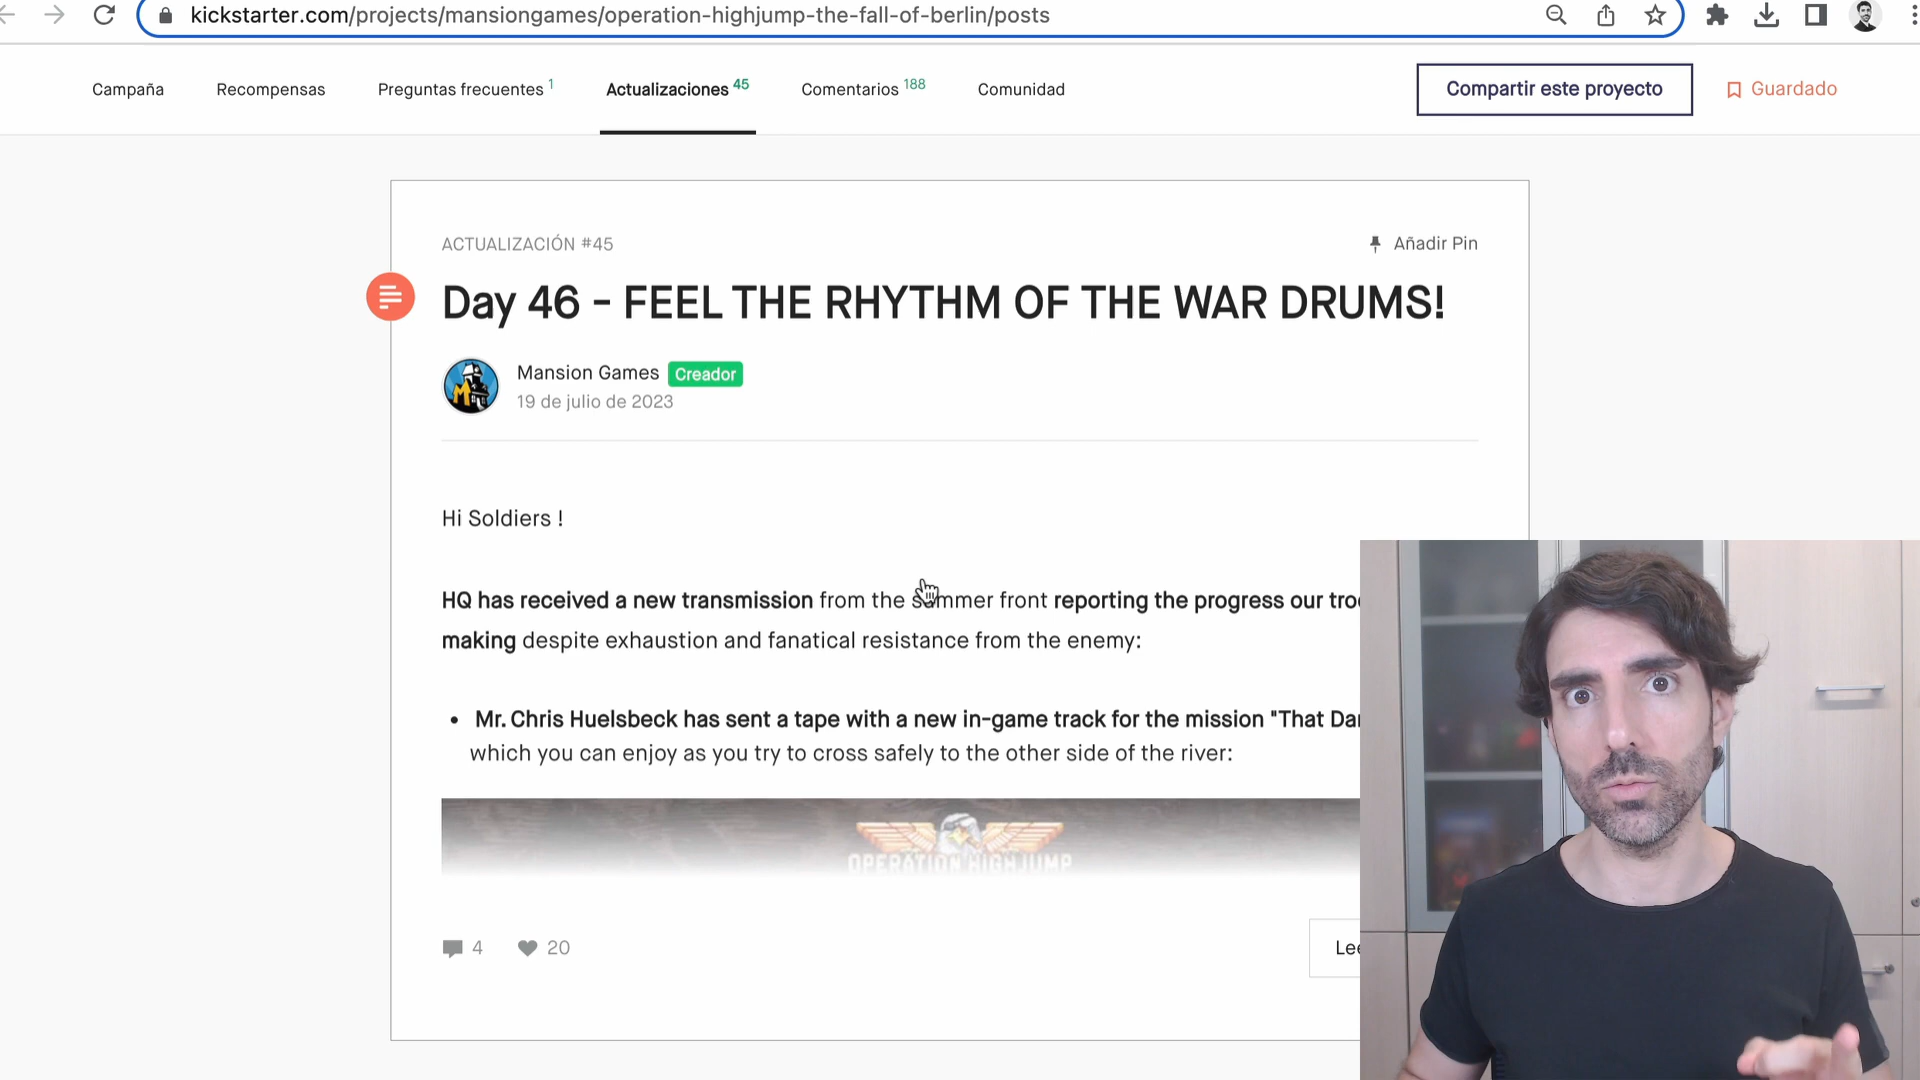 kickstarter.com/projects/mansiongames/operation-highjump-the-fall-of-berlin/posts
Campaña Recompensas Preguntas frecuentes 1 Actualizaciones 45 Comentarios 188 Comunidad Compartir este proyecto Guardado
ACTUALIZACIÓN #45 Añadir Pin
Day 46 - FEEL THE RHYTHM OF THE WAR DRUMS!
Mansion Games Creador
19 de julio de 2023
Hi Soldiers !
HQ has received a new transmission from the summer front reporting the progress our
making despite exhaustion and fanatical resistance from the enemy:
• Mr. Chris Huelsbeck has sent a tape with a new in-game track for the mission "That
which you can enjoy as you try to cross safely to the other side of the river:
OPERATION HIGHJUMP
4 20